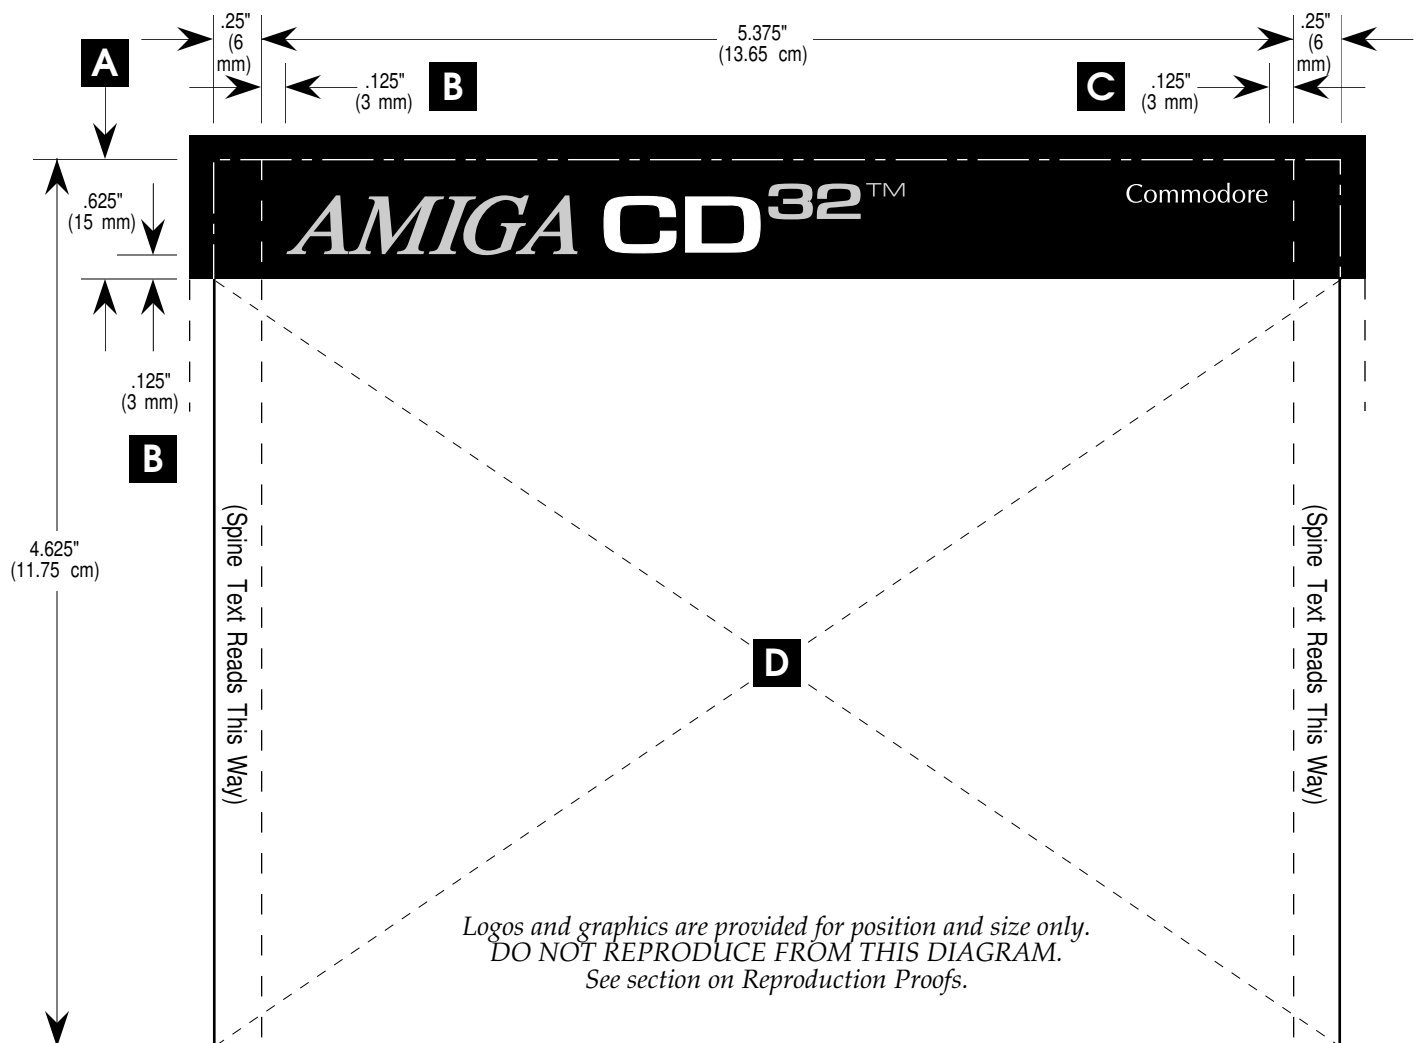 .25"
(6
mm)
5.375"
(13.65 cm)
.25"
(6
mm)
A
.125"
(3 mm)
B
C
.125"
(3 mm)
.625"
(15 mm)
AMIGA CD32™
Commodore
.125"
(3 mm)
B
4.625"
(11.75 cm)
(Spine Text Reads This Way)
(Spine Text Reads This Way)
D
Logos and graphics are provided for position and size only.
DO NOT REPRODUCE FROM THIS DIAGRAM.
See section on Reproduction Proofs.